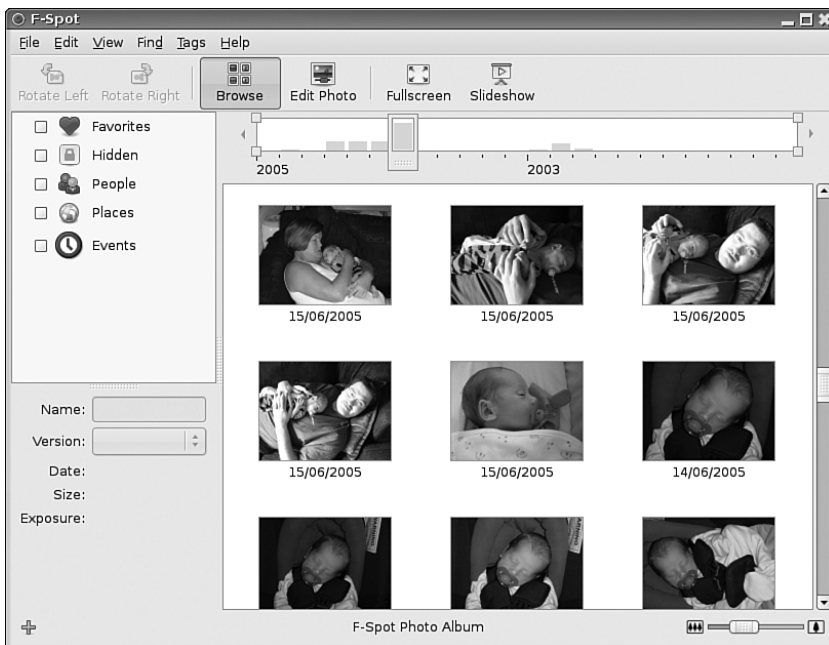 F-Spot
File Edit View Find Tags Help
Rotate Left Rotate Right Browse Edit Photo Fullscreen Slideshow
Favorites
Hidden
People
Places
Events
2005 2003
15/06/2005 15/06/2005 15/06/2005
15/06/2005 15/06/2005 14/06/2005
Name:
Version:
Date:
Size:
Exposure:
WARNING WARNING
F-Spot Photo Album